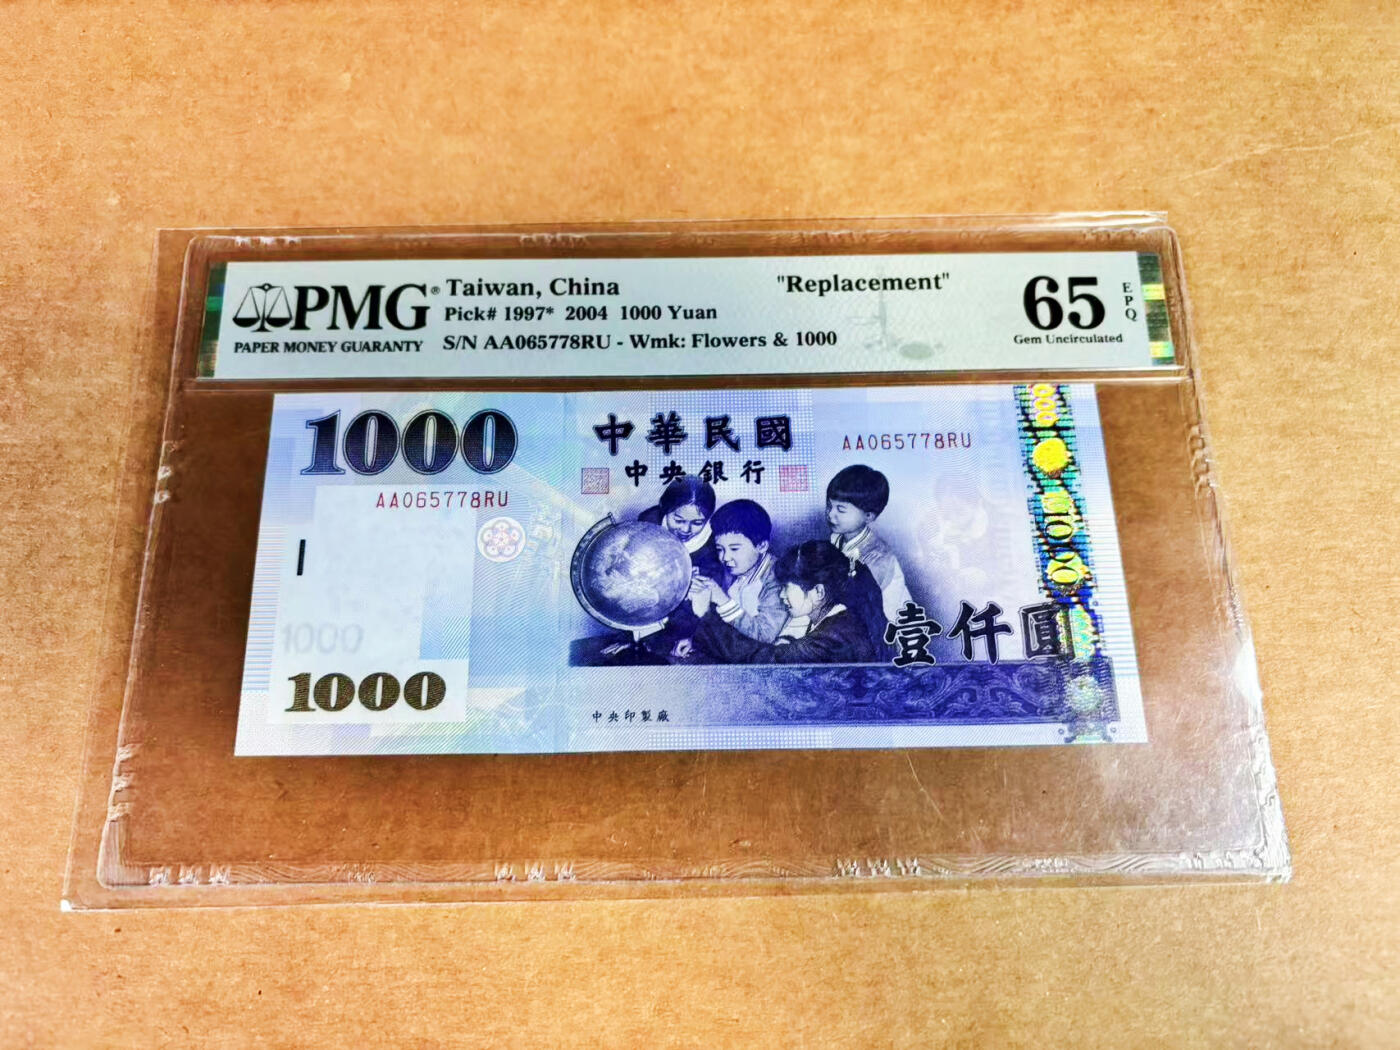 PMG® Taiwan, China "Replacement" 65 EPQ
Pick# 1997* 2004 1000 Yuan
PAPER MONEY GUARANTY S/N AA065778RU - Wmk: Flowers & 1000 Gem Uncirculated
1000 中華民國 AA065778RU
中央銀行
AA065778RU
1000
壹仟圓
1000
中央印製廠
1000